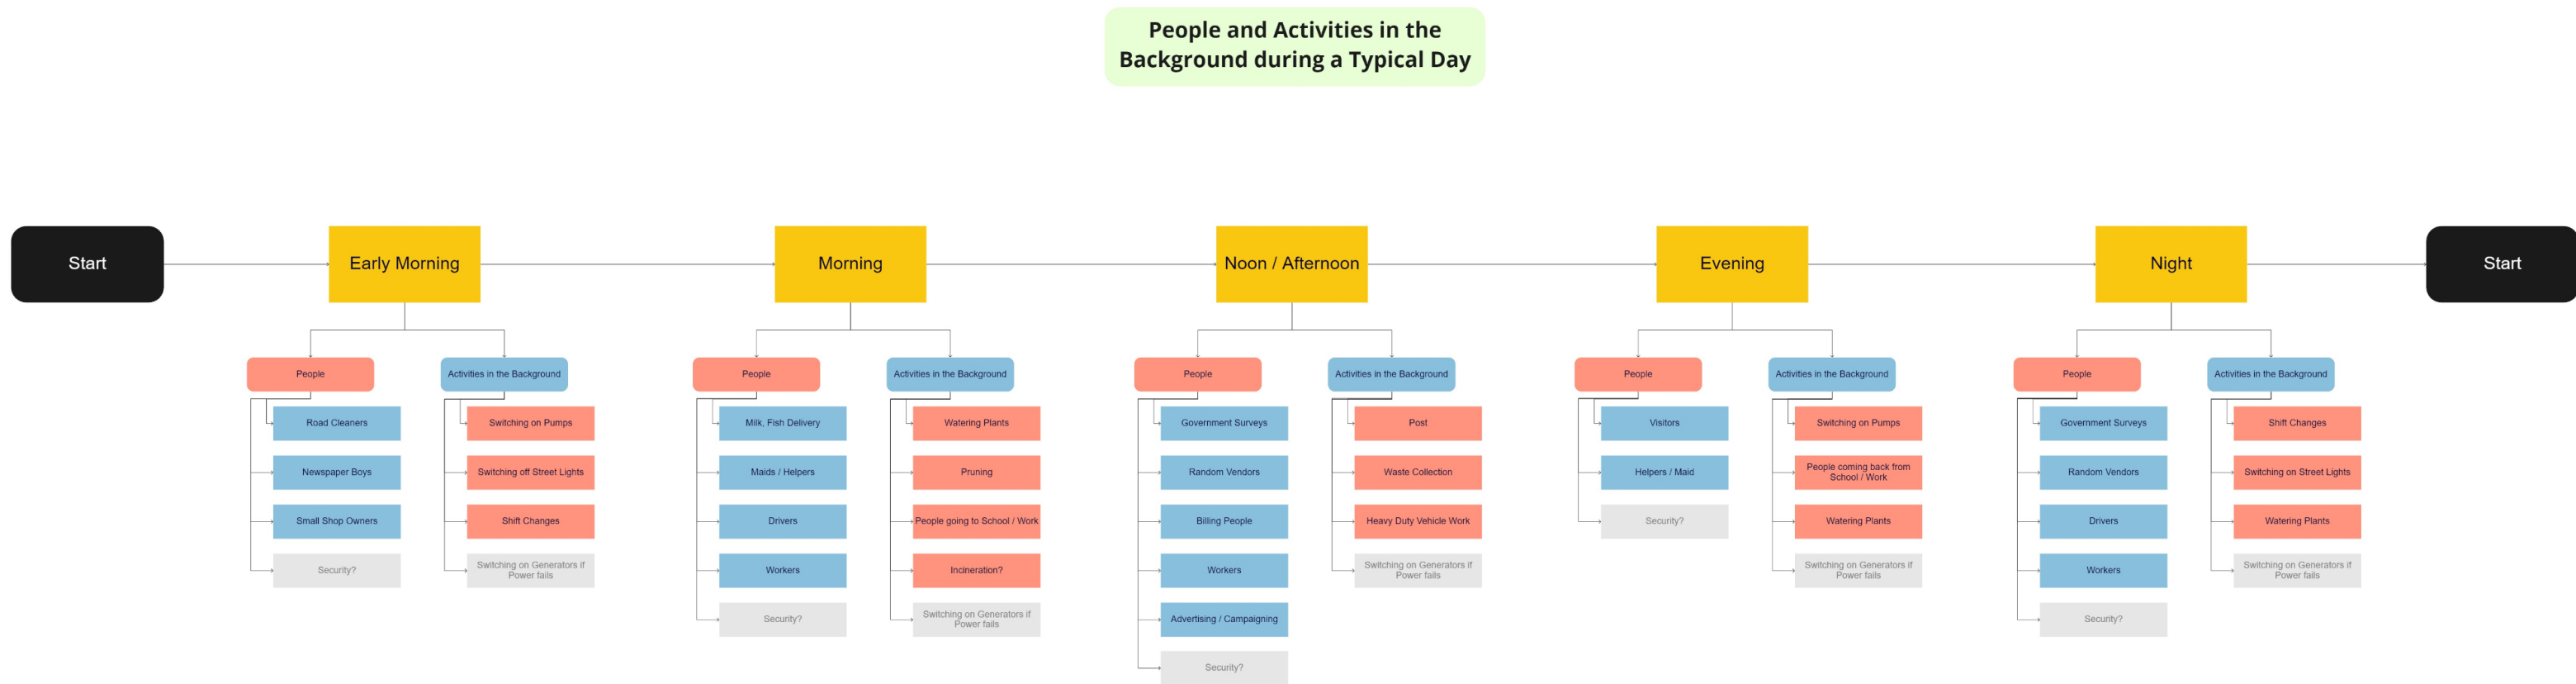 People and Activities in the
Background during a Typical Day
Start
Early Morning
Morning
Noon / Afternoon
Evening
Night
Start
People
Road Cleaners
Newspaper Boys
Small Shop Owners
Security?
Activities in the Background
Switching on Pumps
Switching off Street Lights
Shift Changes
Switching on Generators if
Power fails
People
Milk, Fish Delivery
Maids / Helpers
Drivers
Workers
Security?
Activities in the Background
Watering Plants
Pruning
People going to School / Work
Incineration?
Switching on Generators if
Power fails
People
Government Surveys
Random Vendors
Billing People
Workers
Advertising / Campaigning
Security?
Activities in the Background
Post
Waste Collection
Heavy Duty Vehicle Work
Switching on Generators if
Power fails
People
Visitors
Helpers / Maid
Security?
Activities in the Background
Switching on Pumps
People coming back from
School / Work
Watering Plants
Switching on Generators if
Power fails
People
Government Surveys
Random Vendors
Drivers
Workers
Security?
Activities in the Background
Shift Changes
Switching on Street Lights
Watering Plants
Switching on Generators if
Power fails